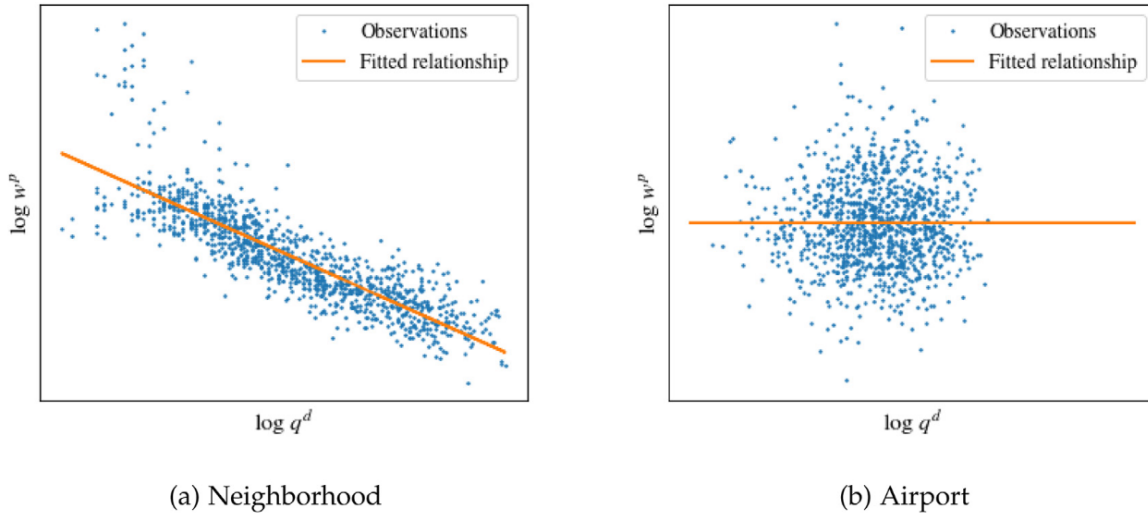 Observations
Fitted relationship
log w^p
log q^d
(a) Neighborhood
Observations
Fitted relationship
log w^p
log q^d
(b) Airport